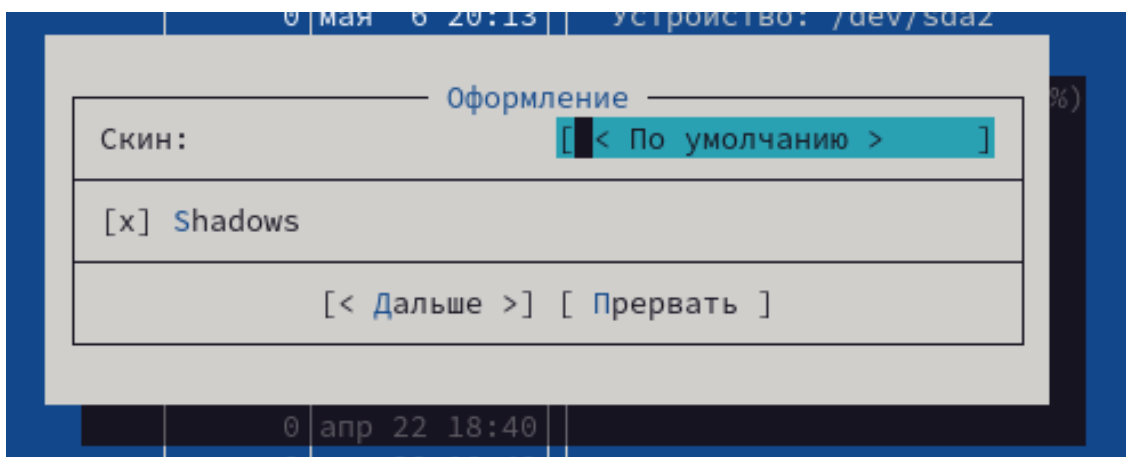 0 мая 6 20:13 Устройство: /dev/sda2
Оформление
%)
Скин: [ < По умолчанию > ]
[x] Shadows
[< Дальше >] [ Прервать ]
0 апр 22 18:40